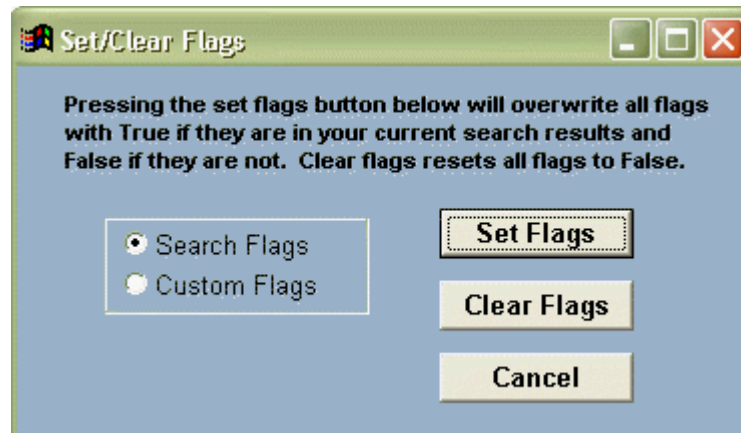 Set/Clear Flags
Pressing the set flags button below will overwrite all flags
with True if they are in your current search results and
False if they are not.  Clear flags resets all flags to False.
Search Flags
Custom Flags
Set Flags
Clear Flags
Cancel